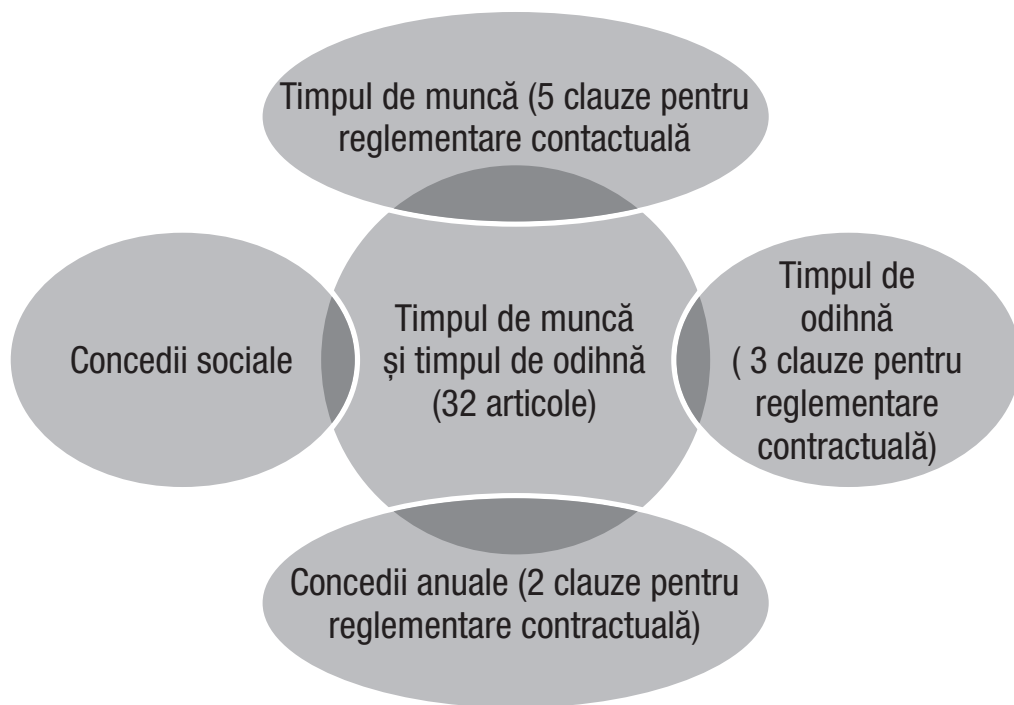 Timpul de muncă (5 clauze pentru
reglementare contactuală
Concedii sociale
Timpul de muncă
și timpul de odihnă
(32 articole)
Timpul de
odihnă
( 3 clauze pentru
reglementare
contractuală)
Concedii anuale (2 clauze pentru
reglementare contractuală)